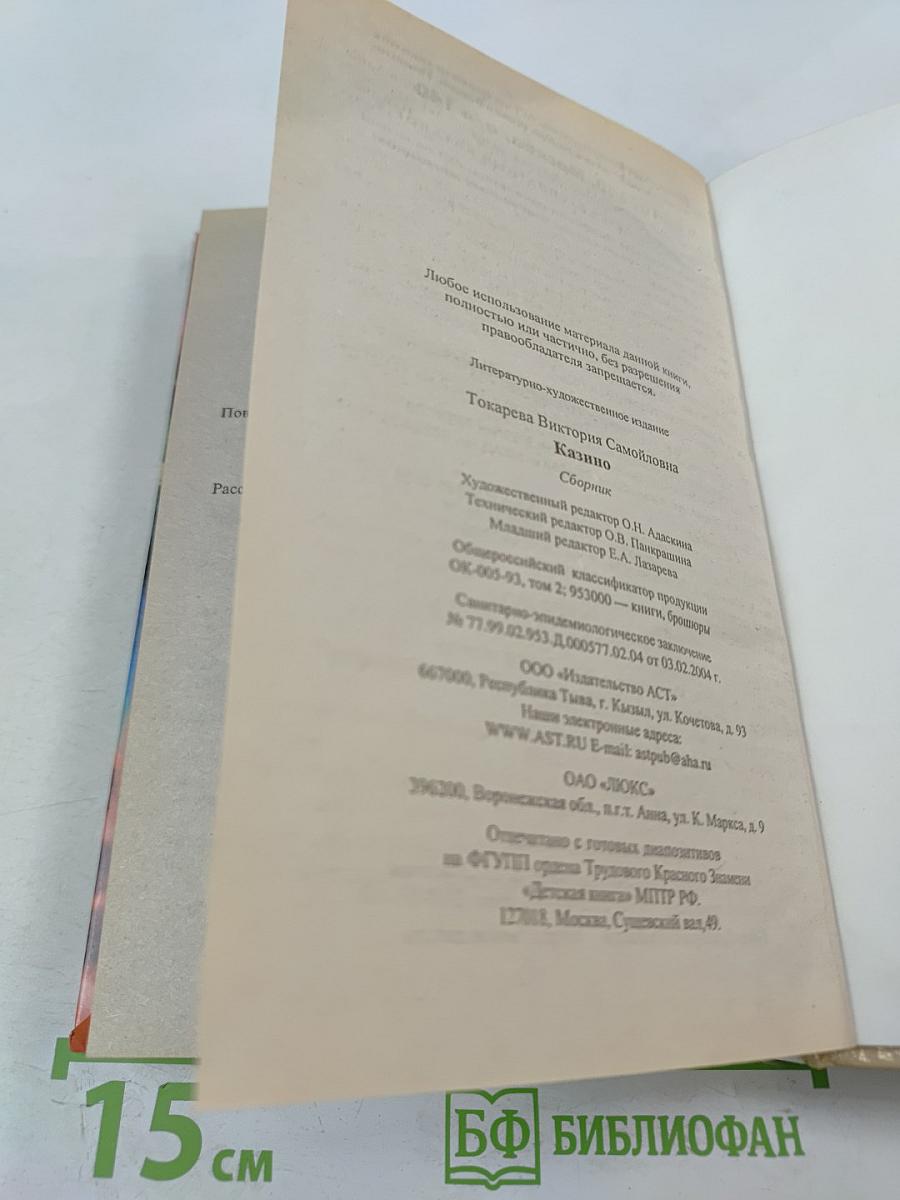 Любое использование материала данной книги,
полностью или частично, без разрешения
правообладателя запрещается.
Литературно-художественное издание
Токарева Виктория Самойловна
Казино
Сборник
Художественный редактор О.Н. Адаскина
Технический редактор О.В. Панкрашина
Младший редактор Е.А. Лазарева
Общероссийский классификатор продукции
ОК-005-93, том 2; 953000 — книги, брошюры
Санитарно-эпидемиологическое заключение
№ 77.99.02.953.Д.000577.02.04 от 03.02.2004 г.
ООО «Издательство АСТ»
667000, Республика Тыва, г. Кызыл, ул. Кочетова, д. 93
Наши электронные адреса:
WWW.AST.RU E-mail: astpub@aha.ru
ОАО «ЛЮКС»
396200, Воронежская обл., п.г.т. Анна, ул. К. Маркса, д. 9
Отпечатано с готовых диапозитивов
на ФГУПП ордена Трудового Красного Знамени
«Детская книга» МПТР РФ.
127018, Москва, Сущевский вал,49.
Пов
Расс
15 см
БФ БИБЛИОФАН